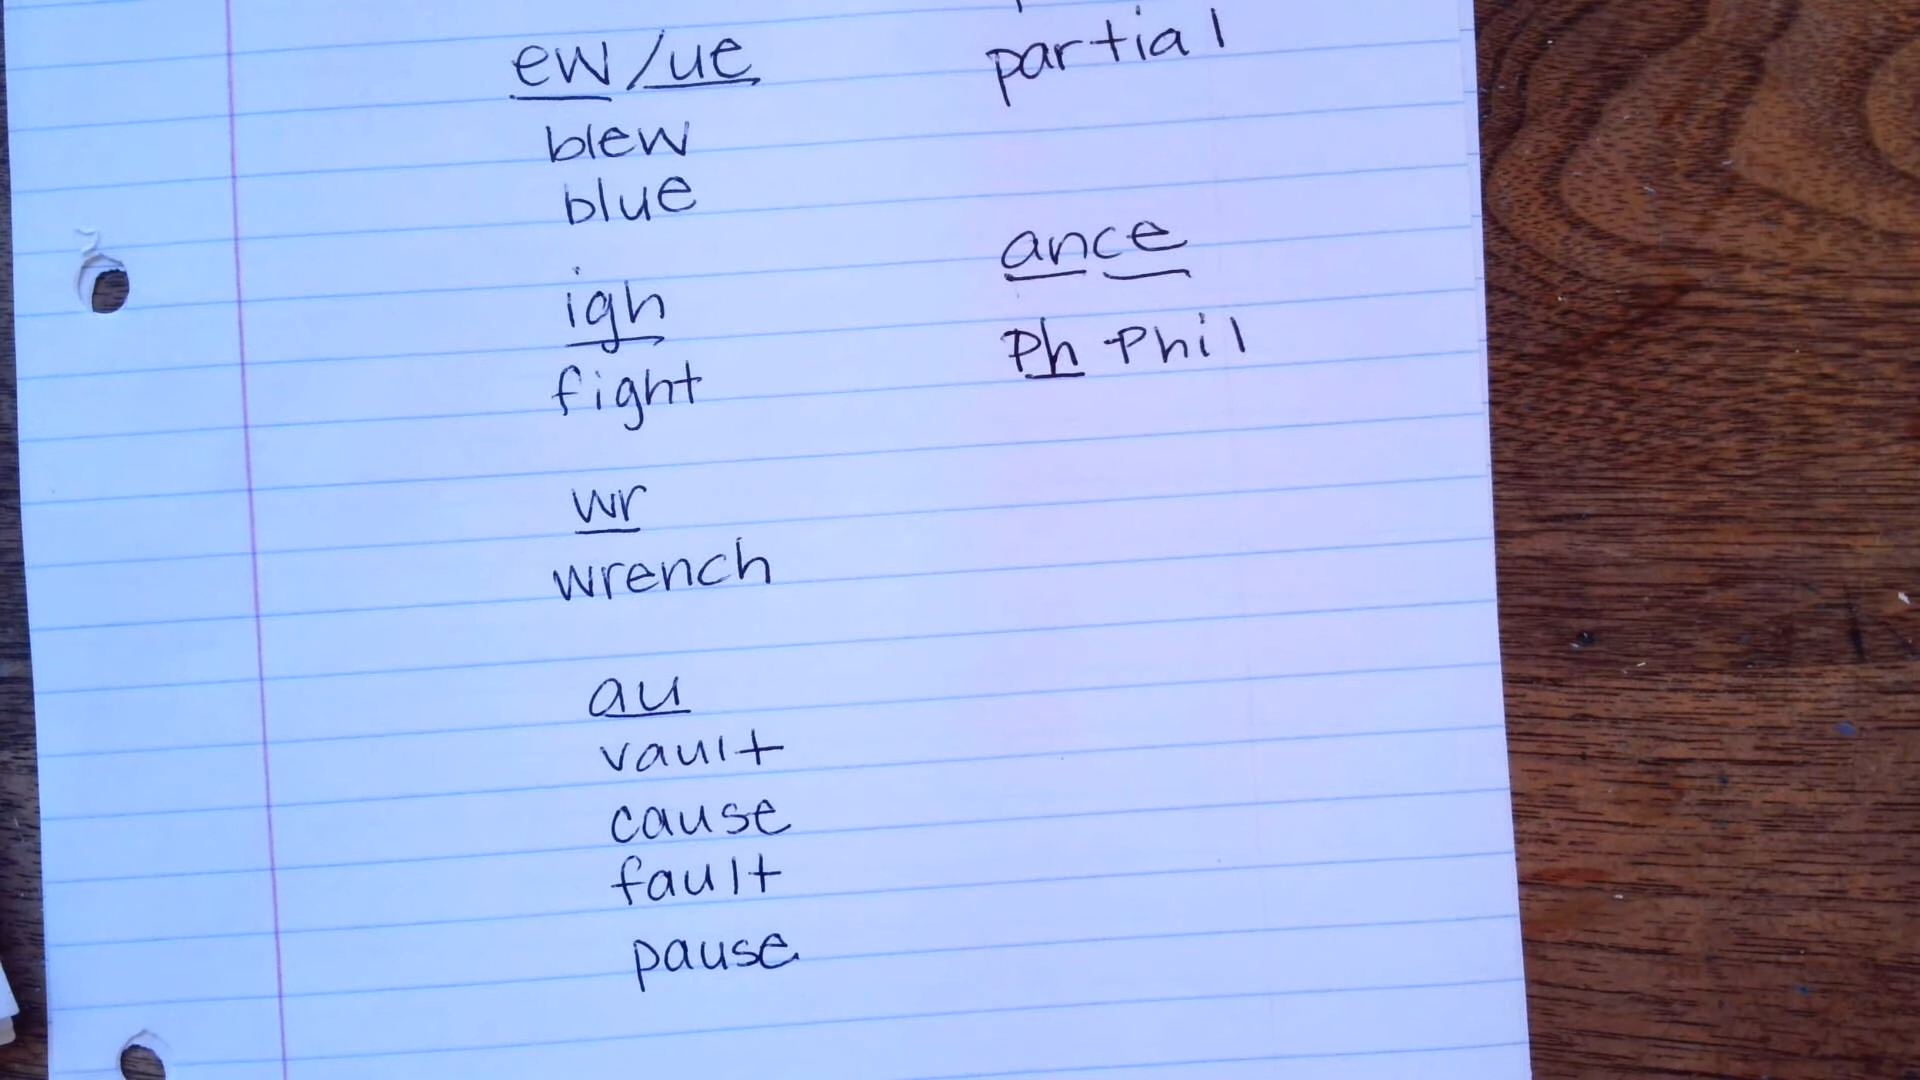 ew/ue
blew
blue
igh
fight
wr
wrench
au
vault
cause
fault
pause
partial
ance
Ph Phil